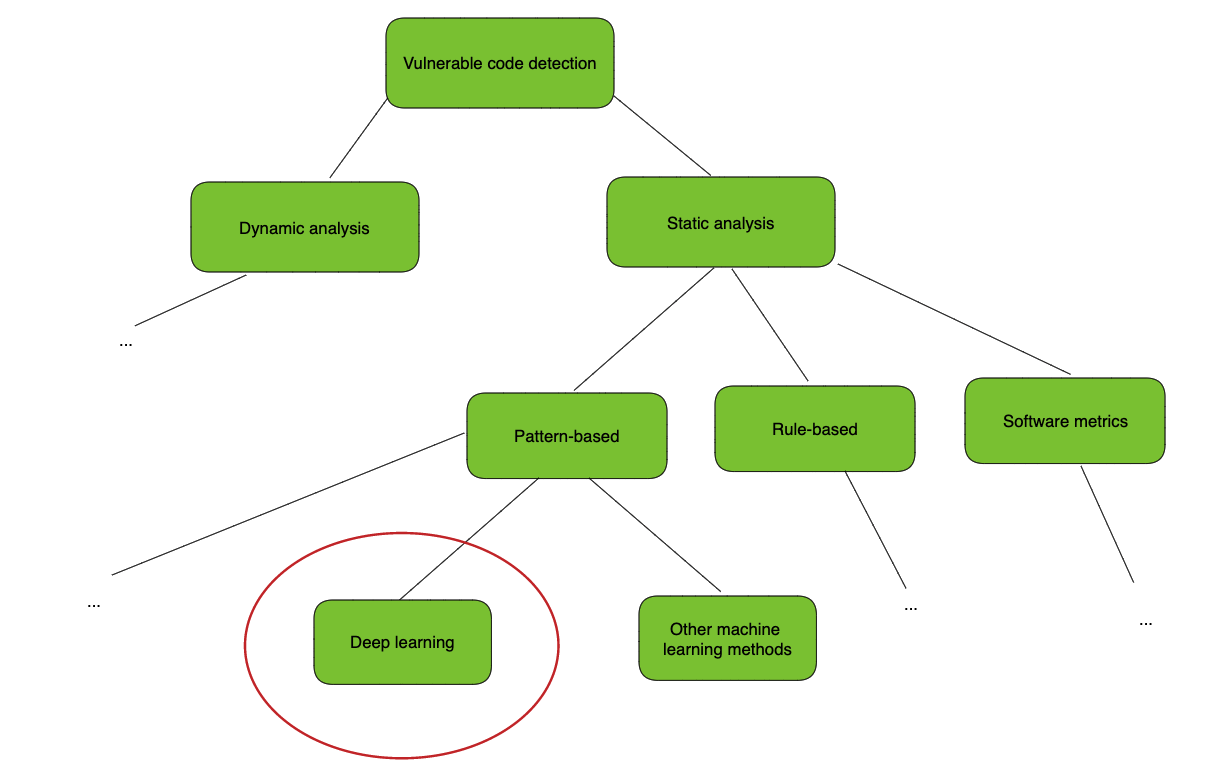 Vulnerable code detection
Dynamic analysis
Static analysis
...
Pattern-based
Rule-based
Software metrics
...
Deep learning
Other machine
learning methods
...
...